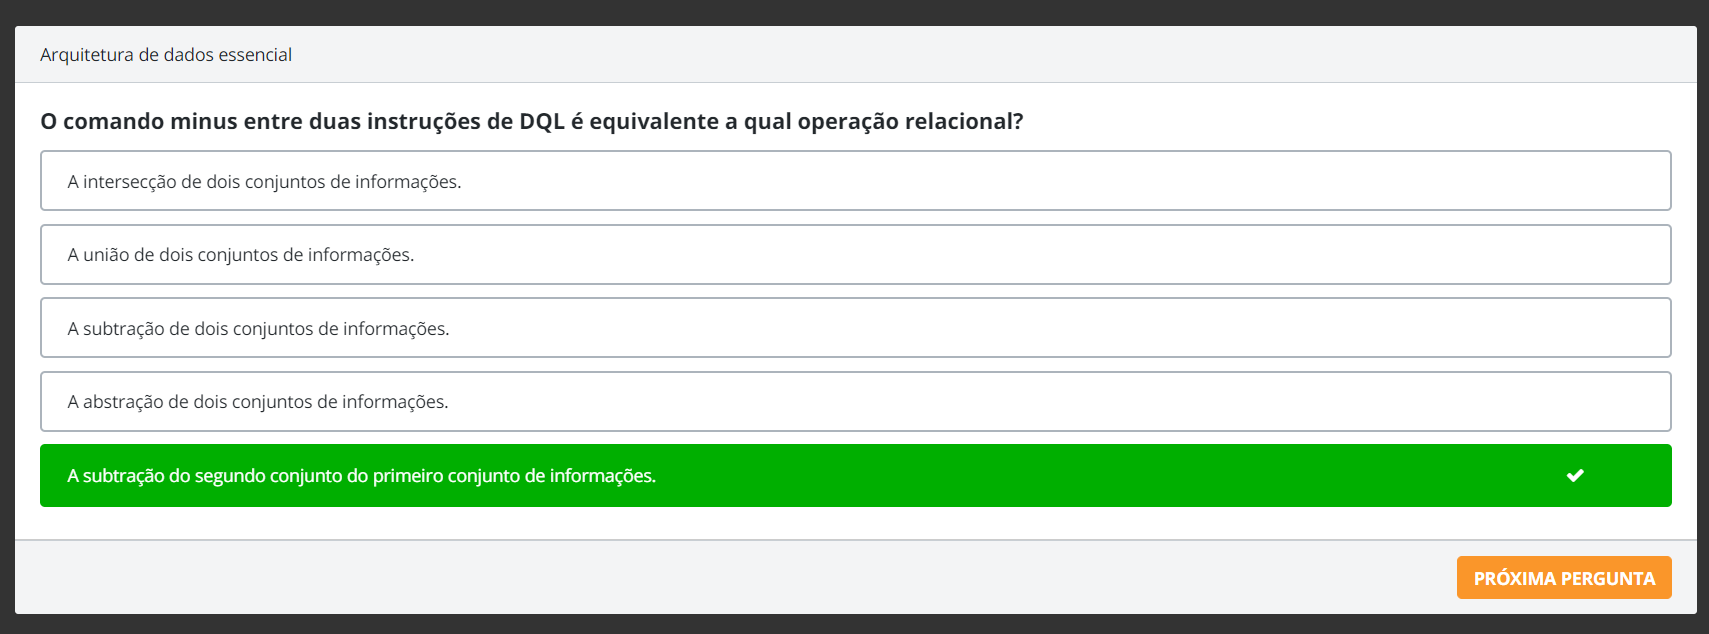 Arquitetura de dados essencial
O comando minus entre duas instruções de DQL é equivalente a qual operação relacional?
A intersecção de dois conjuntos de informações.
A união de dois conjuntos de informações.
A subtração de dois conjuntos de informações.
A abstração de dois conjuntos de informações.
A subtração do segundo conjunto do primeiro conjunto de informações.
PRÓXIMA PERGUNTA